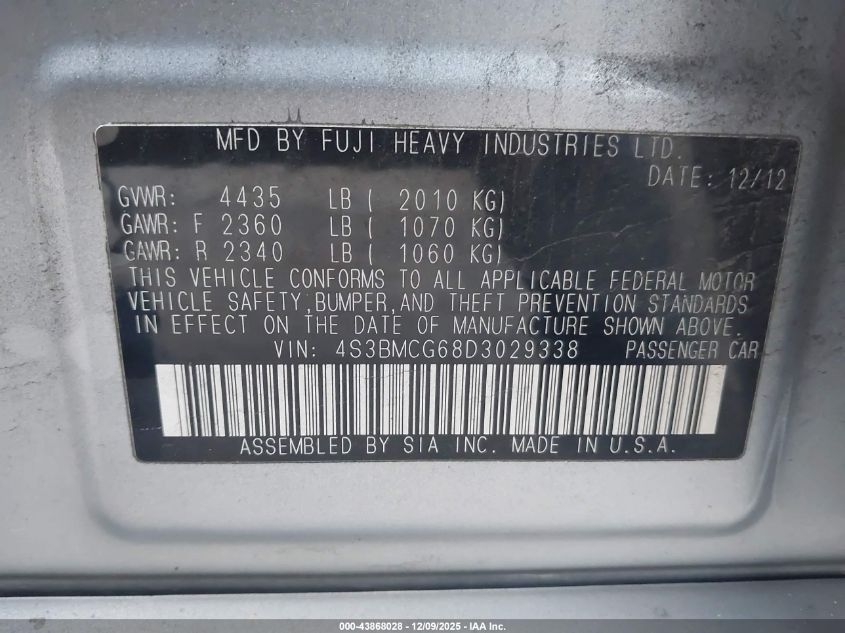 MFD BY FUJI HEAVY INDUSTRIES LTD.
DATE: 12/12
GVWR: 4435 LB ( 2010 KG)
GAWR: F 2360 LB ( 1070 KG)
GAWR: R 2340 LB ( 1060 KG)
THIS VEHICLE CONFORMS TO ALL APPLICABLE FEDERAL MOTOR
VEHICLE SAFETY,BUMPER,AND THEFT PREVENTION STANDARDS
IN EFFECT ON THE DATE OF MANUFACTURE SHOWN ABOVE.
VIN: 4S3BMCG68D3029338 PASSENGER CAR
ASSEMBLED BY SIA INC. MADE IN U.S.A.
000-43868028 - 12/09/2025 - IAA Inc.